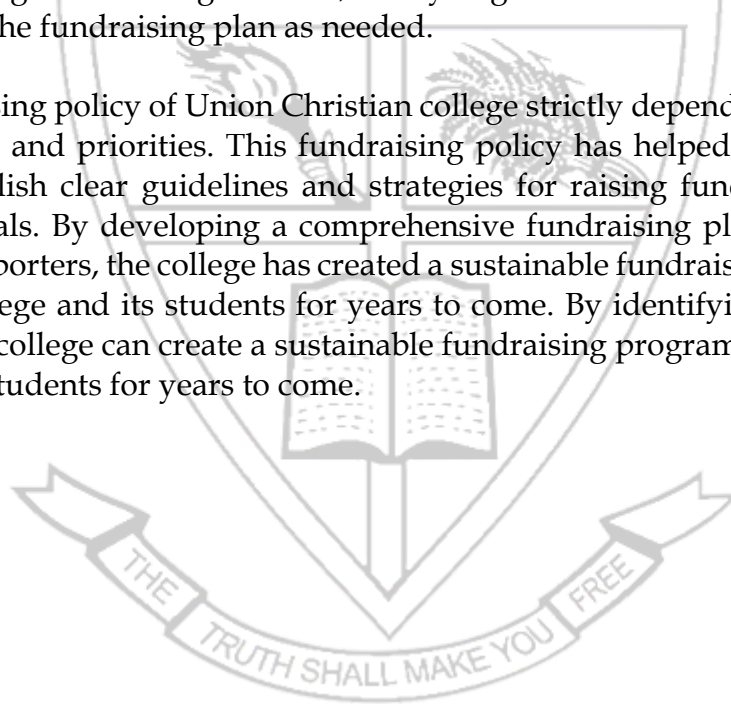 he fundraising plan as needed.
sing policy of Union Christian college strictly depend
and priorities. This fundraising policy has helped
lish clear guidelines and strategies for raising fun
als. By developing a comprehensive fundraising pl
porters, the college has created a sustainable fundrais
ege and its students for years to come. By identifyi
college can create a sustainable fundraising program
tudents for years to come.
THE TRUTH SHALL MAKE YOU FREE